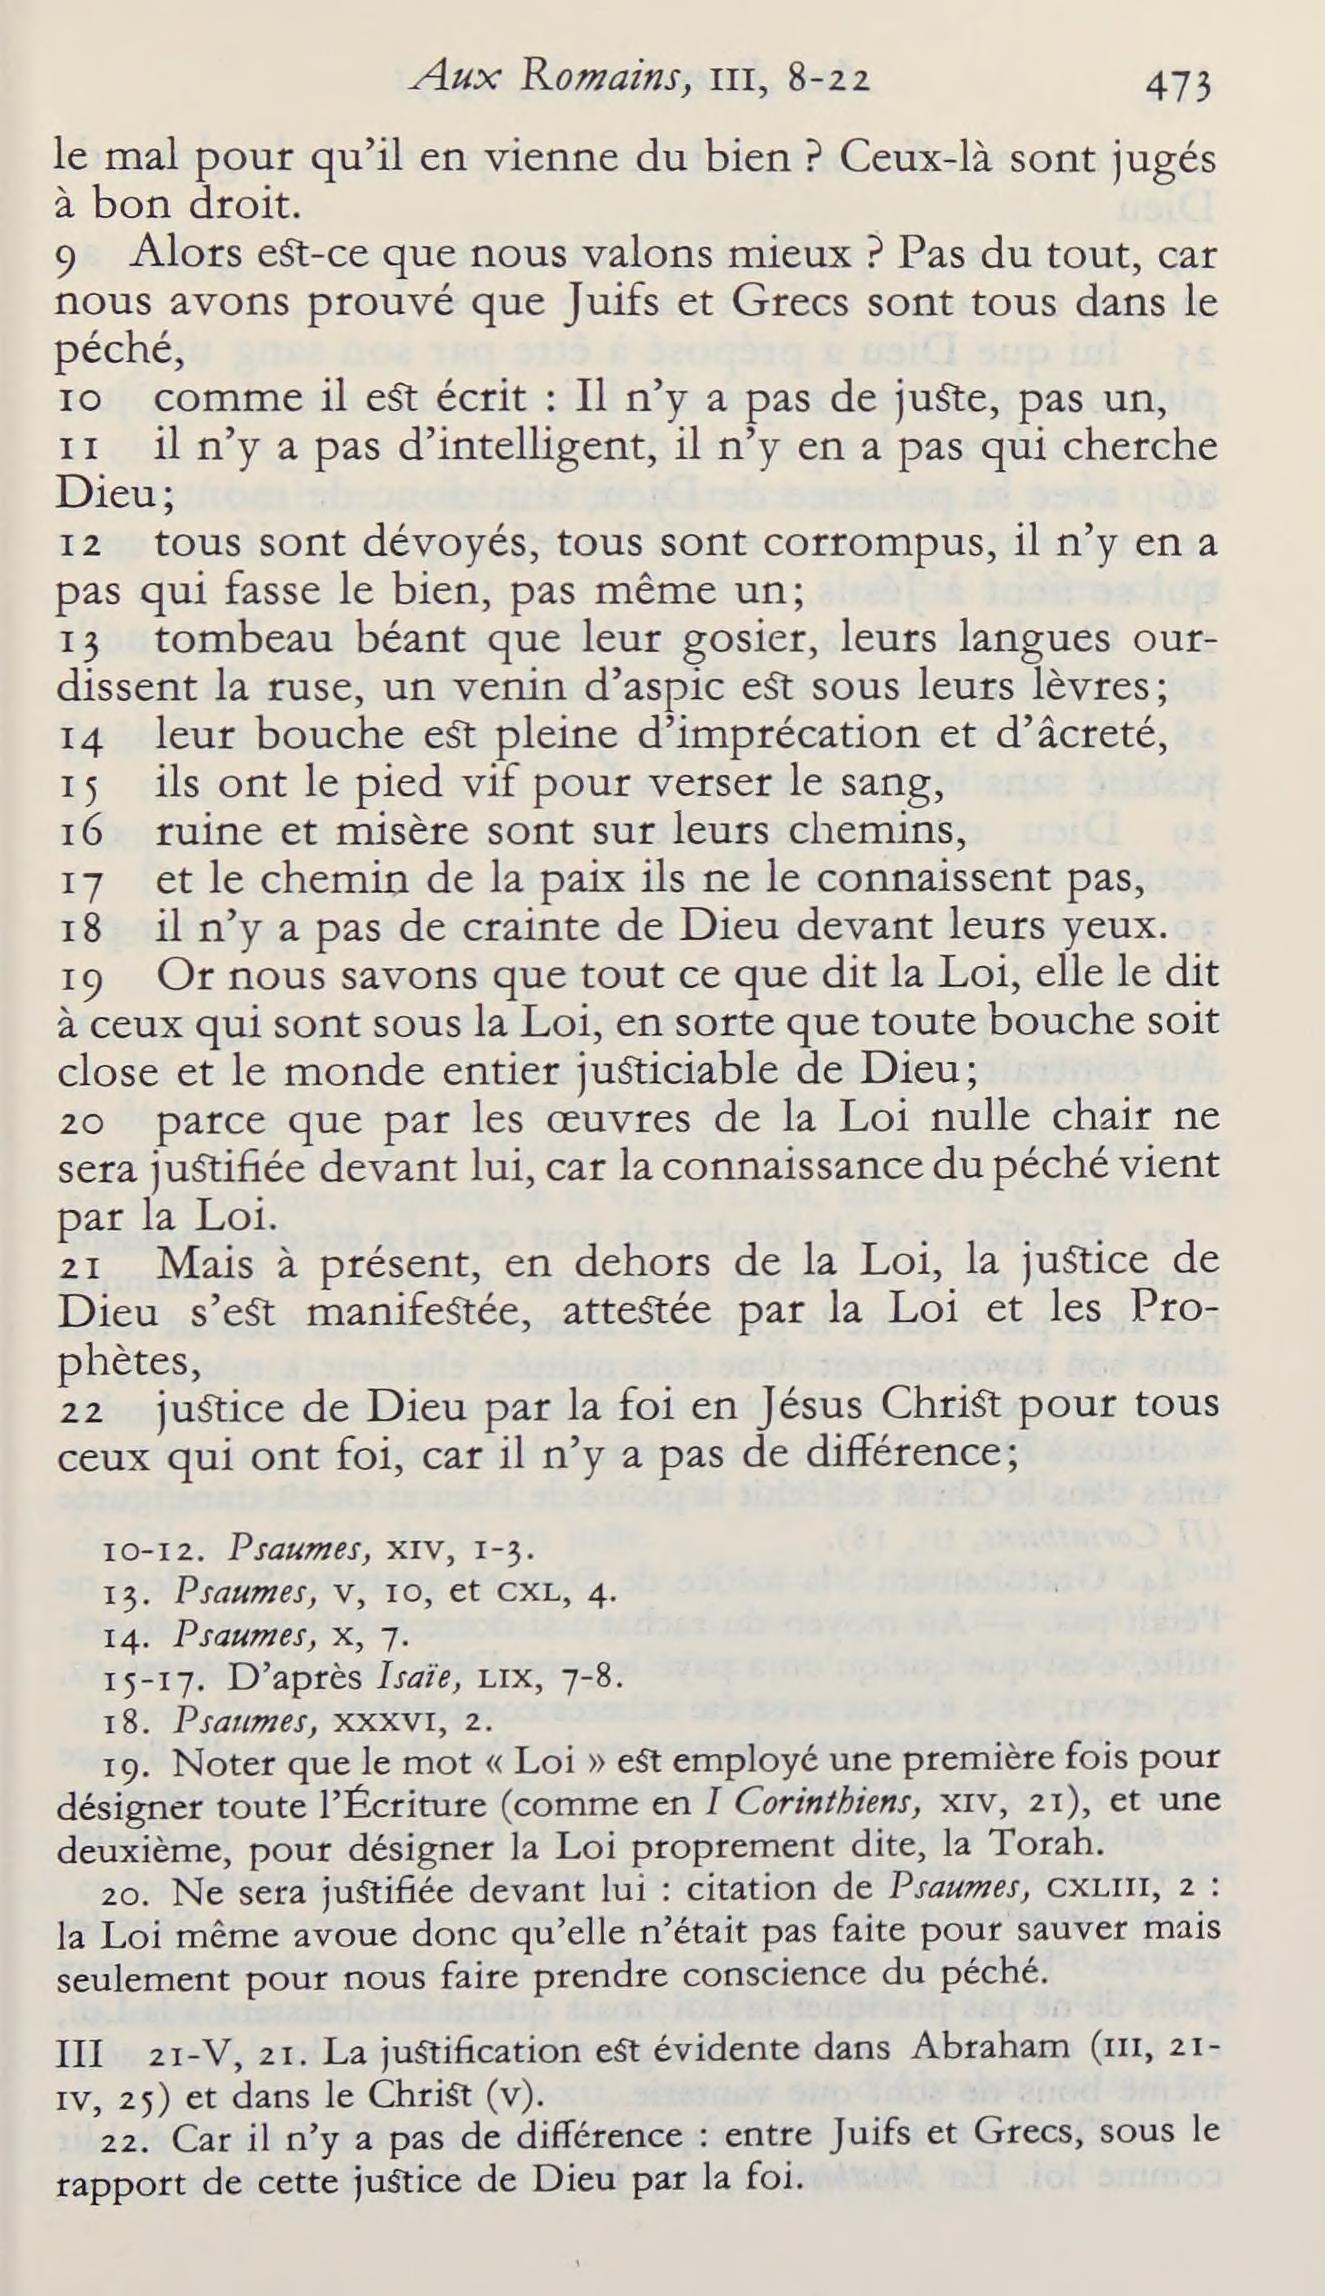 Aux Romains, III, 8-22 473
le mal pour qu’il en vienne du bien ? Ceux-là sont jugés
à bon droit.
9 Alors est-ce que nous valons mieux ? Pas du tout, car
nous avons prouvé que Juifs et Grecs sont tous dans le
péché,
10 comme il est écrit : Il n’y a pas de juste, pas un,
11 il n’y a pas d’intelligent, il n’y en a pas qui cherche
Dieu;
12 tous sont dévoyés, tous sont corrompus, il n’y en a
pas qui fasse le bien, pas même un;
13 tombeau béant que leur gosier, leurs langues our-
dissent la ruse, un venin d’aspic est sous leurs lèvres;
14 leur bouche est pleine d’imprécation et d’âcreté,
15 ils ont le pied vif pour verser le sang,
16 ruine et misère sont sur leurs chemins,
17 et le chemin de la paix ils ne le connaissent pas,
18 il n’y a pas de crainte de Dieu devant leurs yeux.
19 Or nous savons que tout ce que dit la Loi, elle le dit
à ceux qui sont sous la Loi, en sorte que toute bouche soit
close et le monde entier justiciable de Dieu;
20 parce que par les œuvres de la Loi nulle chair ne
sera justifiée devant lui, car la connaissance du péché vient
par la Loi.
21 Mais à présent, en dehors de la Loi, la justice de
Dieu s’est manifestée, attestée par la Loi et les Pro-
phètes,
22 justice de Dieu par la foi en Jésus Christ pour tous
ceux qui ont foi, car il n’y a pas de différence;
10-12. Psaumes, XIV, 1-3.
13. Psaumes, V, 10, et CXL, 4.
14. Psaumes, X, 7.
15-17. D’après Isaïe, LIX, 7-8.
18. Psaumes, XXXVI, 2.
19. Noter que le mot « Loi » est employé une première fois pour
désigner toute l’Écriture (comme en I Corinthiens, XIV, 21), et une
deuxième, pour désigner la Loi proprement dite, la Torah.
20. Ne sera justifiée devant lui : citation de Psaumes, CXLIII, 2 :
la Loi même avoue donc qu’elle n’était pas faite pour sauver mais
seulement pour nous faire prendre conscience du péché.
III 21-V, 21. La justification est évidente dans Abraham (III, 21-
IV, 25) et dans le Christ (V).
22. Car il n’y a pas de différence : entre Juifs et Grecs, sous le
rapport de cette justice de Dieu par la foi.